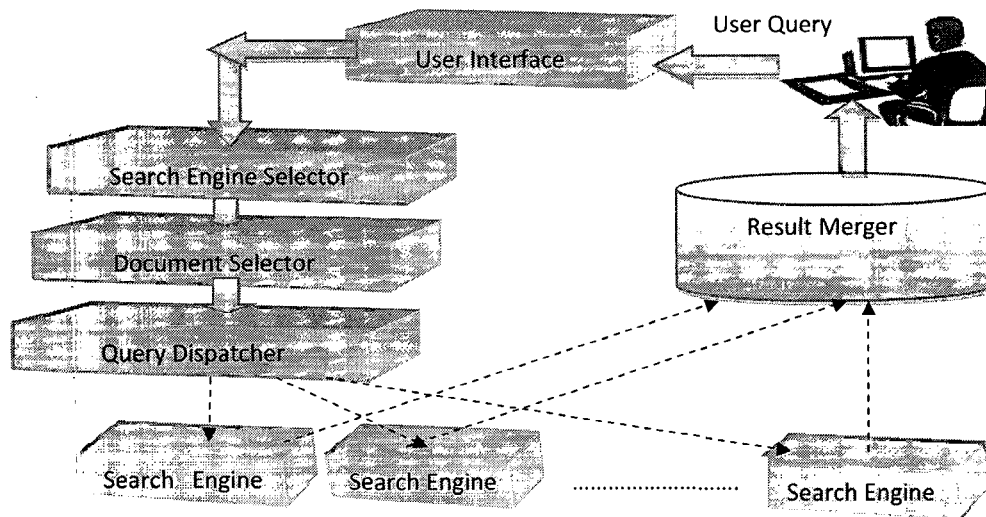 User Query
User Interface
Search Engine Selector
Result Merger
Document Selector
Query Dispatcher
Search Engine
Search Engine
Search Engine